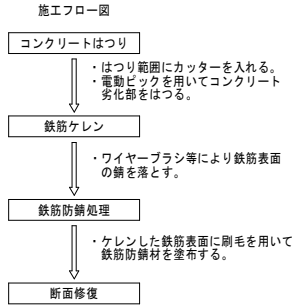 施工フロー図
コンクリートはつり
・はつり範囲にカッターを入れる。
・電動ピックを用いてコンクリート
劣化部をはつる。
鉄筋ケレン
・ワイヤーブラシ等により鉄筋表面
の錆を落とす。
鉄筋防錆処理
・ケレンした鉄筋表面に刷毛を用いて
鉄筋防錆材を塗布する。
断面修復